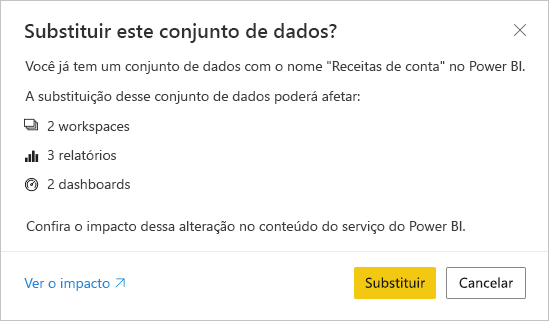 Substituir este conjunto de dados?
Você já tem um conjunto de dados com o nome "Receitas de conta" no Power BI.
A substituição desse conjunto de dados poderá afetar:
2 workspaces
3 relatórios
2 dashboards
Confira o impacto dessa alteração no conteúdo do serviço do Power BI.
Ver o impacto
Substituir
Cancelar